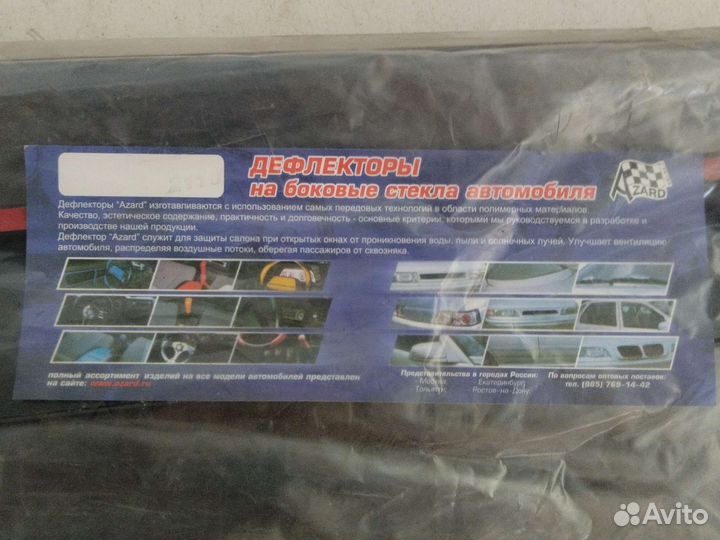 ДЕФЛЕКТОРЫ
на боковые стекла автомобиля
AZARD
Дефлекторы "Azard" изготавливаются с использованием самых передовых технологий в области полимерных материалов.
Качество, эстетическое содержание, практичность и долговечность - основные критерии, которыми мы руководствуемся в разработке и
производстве нашей продукции.
Дефлектор "Azard" служит для защиты салона при открытых окнах от проникновения воды, пыли и солнечных лучей. Улучшает вентиляцию
автомобиля, распределяя воздушные потоки, оберегая пассажиров от сквозняка.
полный ассортимент изделий на все модели автомобилей представлен
на сайте: www.azard.ru
Представительства в городах России:
Москва, Екатеринбург,
Тольятти, Ростов-на-Дону.
По вопросам оптовых поставок:
тел. (985) 769-14-42
Avito